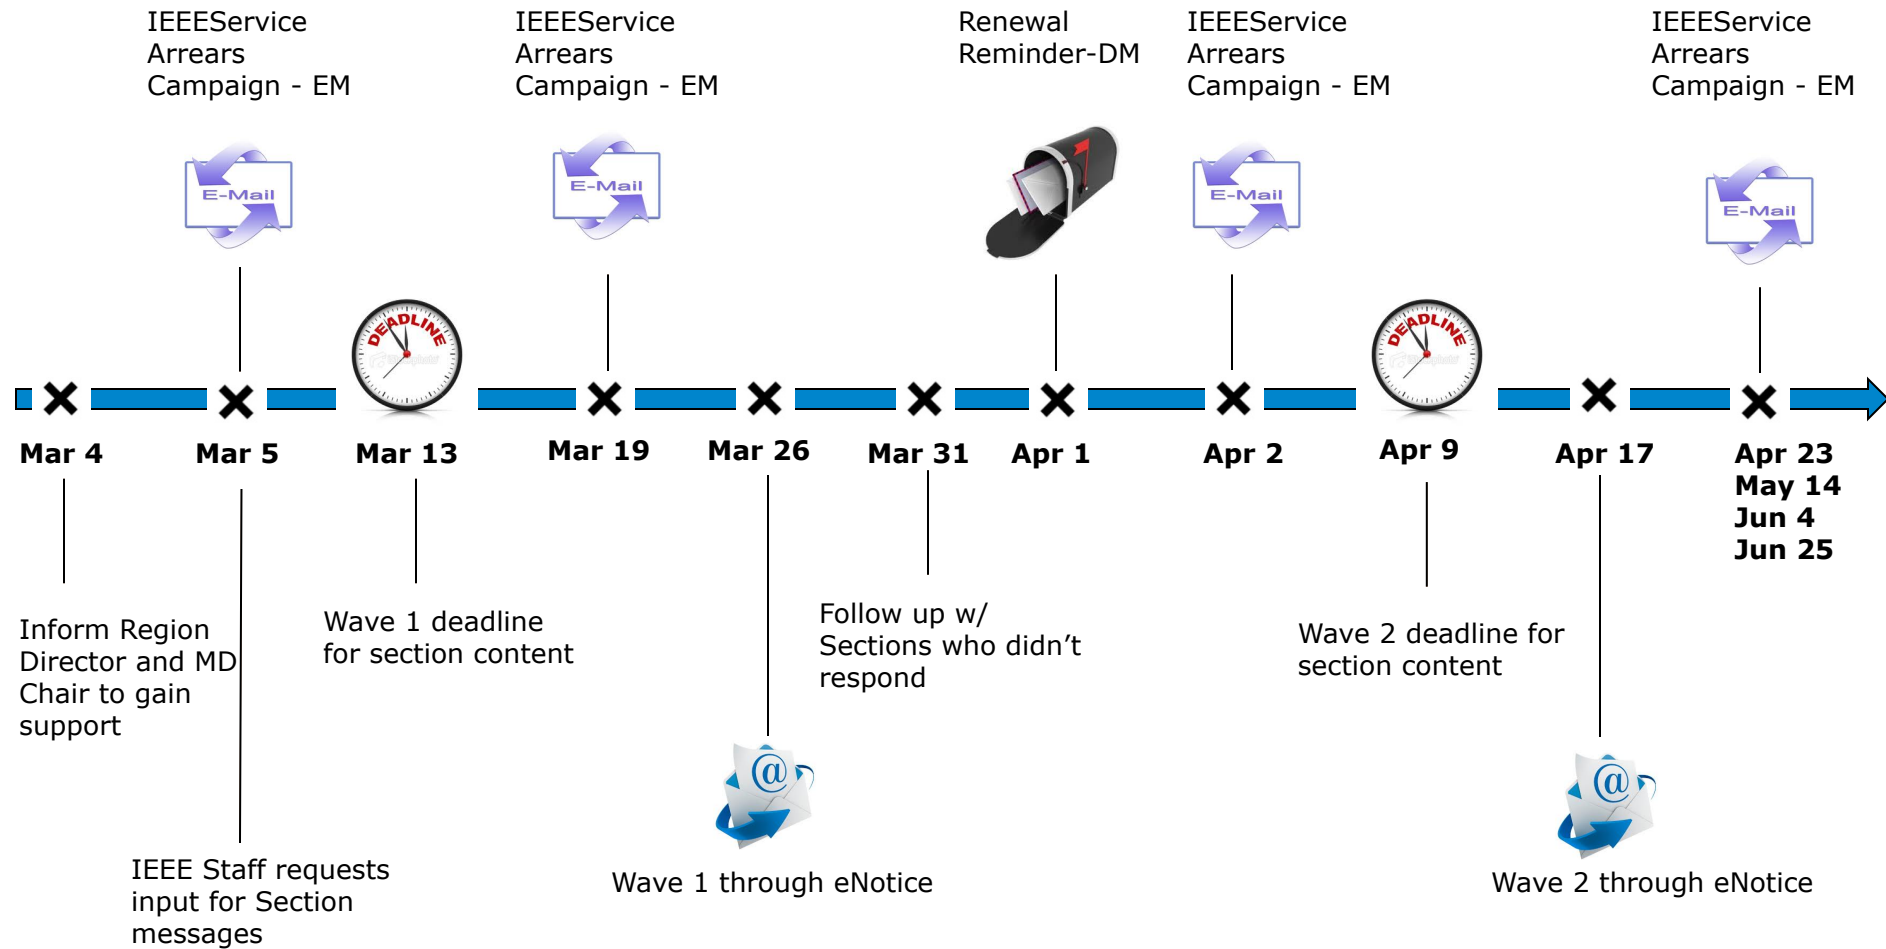 IEEEService
Arrears
Campaign - EM
IEEEService
Arrears
Campaign - EM
Renewal
Reminder-DM
IEEEService
Arrears
Campaign - EM
IEEEService
Arrears
Campaign - EM
E-Mail
E-Mail
E-Mail
E-Mail
DEADLINE
DEADLINE
Mar 4
Mar 5
Mar 13
Mar 19
Mar 26
Mar 31
Apr 1
Apr 2
Apr 9
Apr 17
Apr 23
May 14
Jun 4
Jun 25
Inform Region
Director and MD
Chair to gain
support
Wave 1 deadline
for section content
Follow up w/
Sections who didn’t
respond
Wave 2 deadline for
section content
@
@
IEEE Staff requests
input for Section
messages
Wave 1 through eNotice
Wave 2 through eNotice